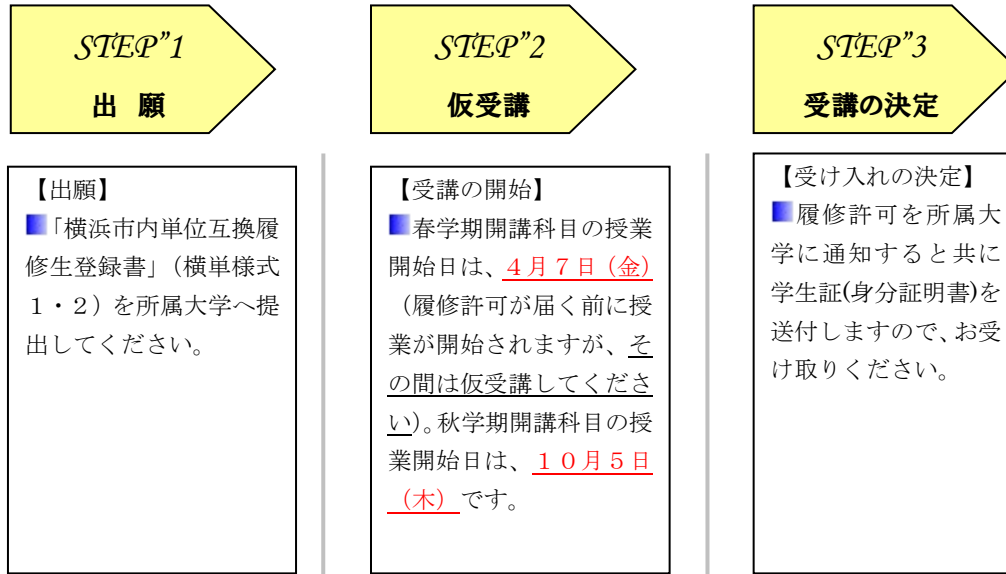 STEP”1
出 願
【出願】
■「横浜市内単位互換履
修生登録書」（横単様式
１・２）を所属大学へ提
出してください。
STEP”2
仮受講
【受講の開始】
■春学期開講科目の授業
開始日は、４月７日（金）
（履修許可が届く前に授
業が開始されますが、そ
の間は仮受講してくださ
い）。秋学期開講科目の授
業開始日は、１０月５日
（木）です。
STEP”3
受講の決定
【受け入れの決定】
■履修許可を所属大
学に通知すると共に
学生証(身分証明書)を
送付しますので、お受
け取りください。